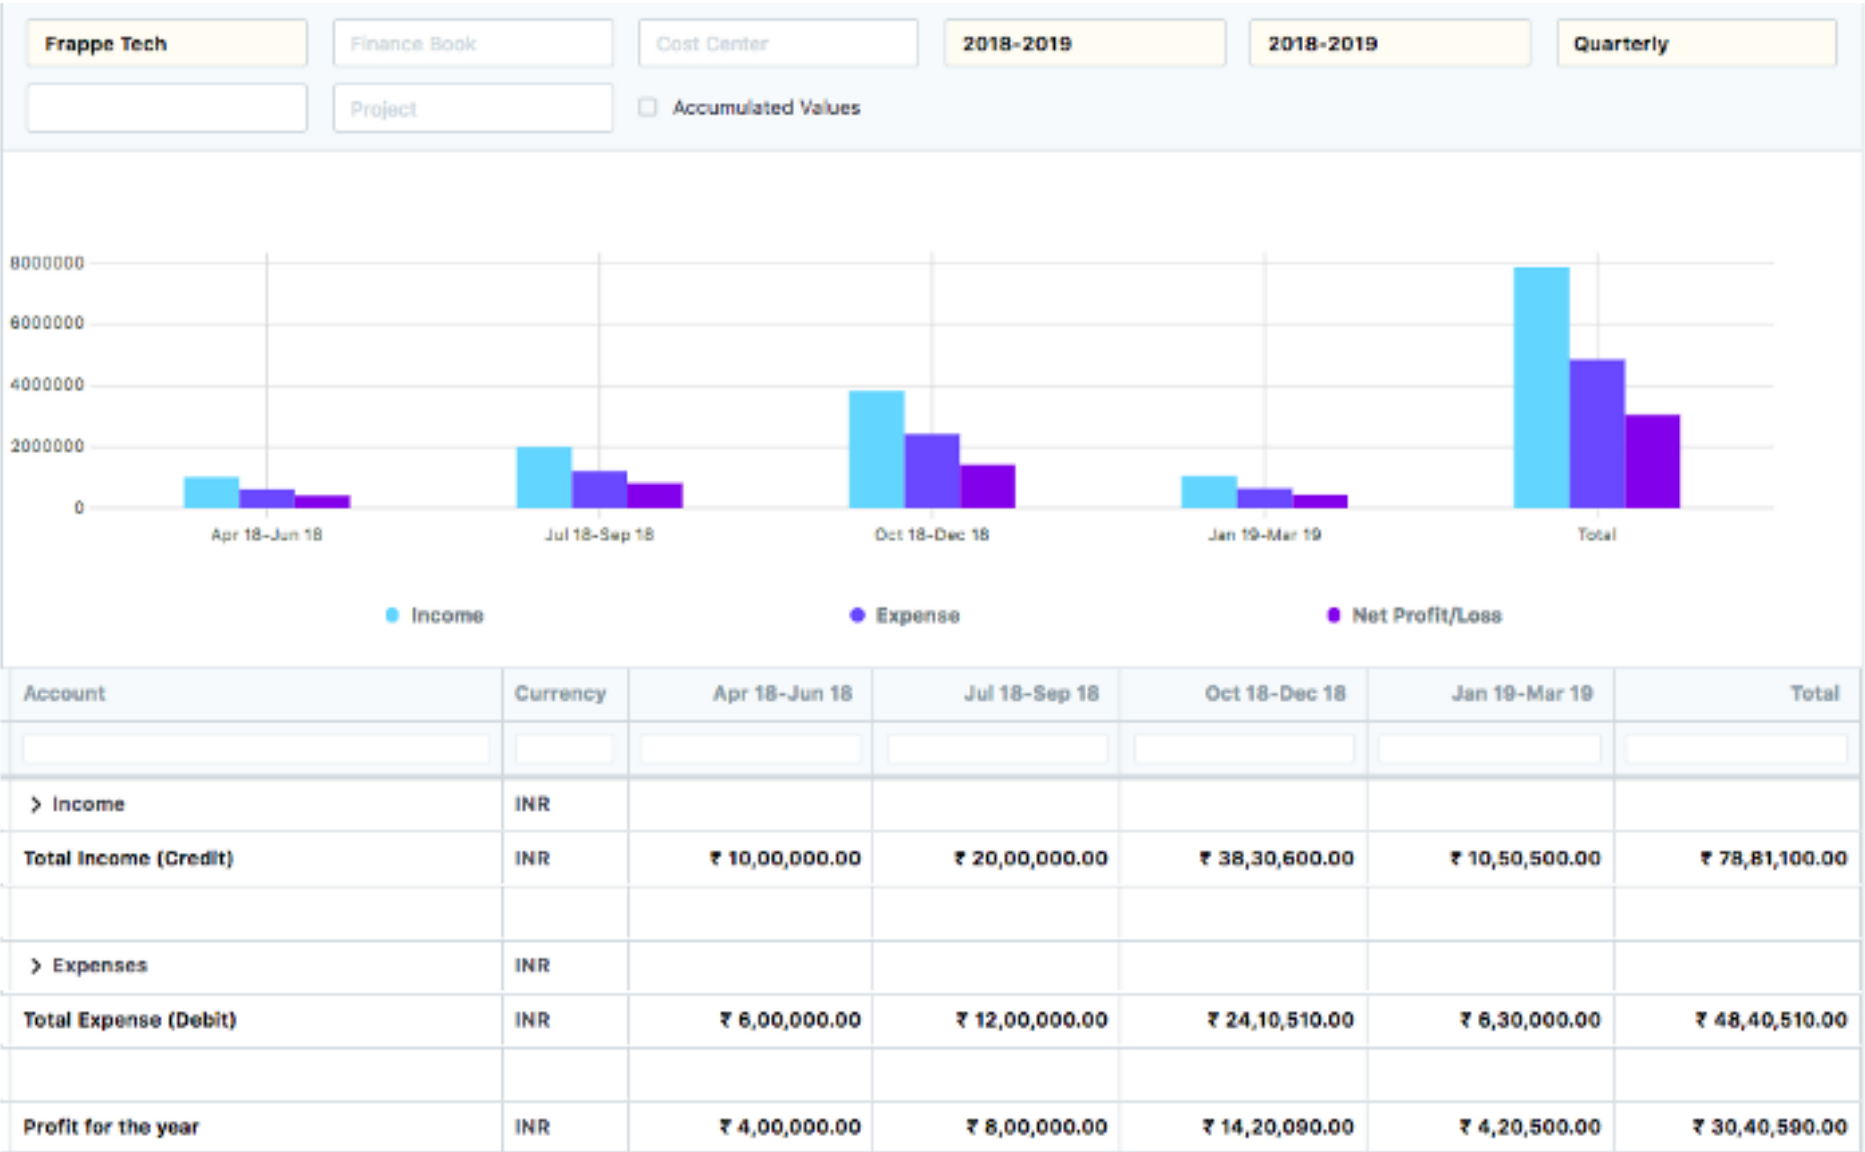 Frappe Tech Finance Book Cost Center 2018-2019 2018-2019 Quarterly
Project Accumulated Values
8000000
6000000
4000000
2000000
0
Apr 18-Jun 18 Jul 18-Sep 18 Oct 18-Dec 18 Jan 19-Mar 19 Total
Income Expense Net Profit/Loss
Account Currency Apr 18-Jun 18 Jul 18-Sep 18 Oct 18-Dec 18 Jan 19-Mar 19 Total
Income INR
Total Income (Credit) INR ₹ 10,00,000.00 ₹ 20,00,000.00 ₹ 38,30,600.00 ₹ 10,50,500.00 ₹ 78,81,100.00
Expenses INR
Total Expense (Debit) INR ₹ 6,00,000.00 ₹ 12,00,000.00 ₹ 24,10,510.00 ₹ 6,30,000.00 ₹ 48,40,510.00
Profit for the year INR ₹ 4,00,000.00 ₹ 8,00,000.00 ₹ 14,20,090.00 ₹ 4,20,500.00 ₹ 30,40,590.00